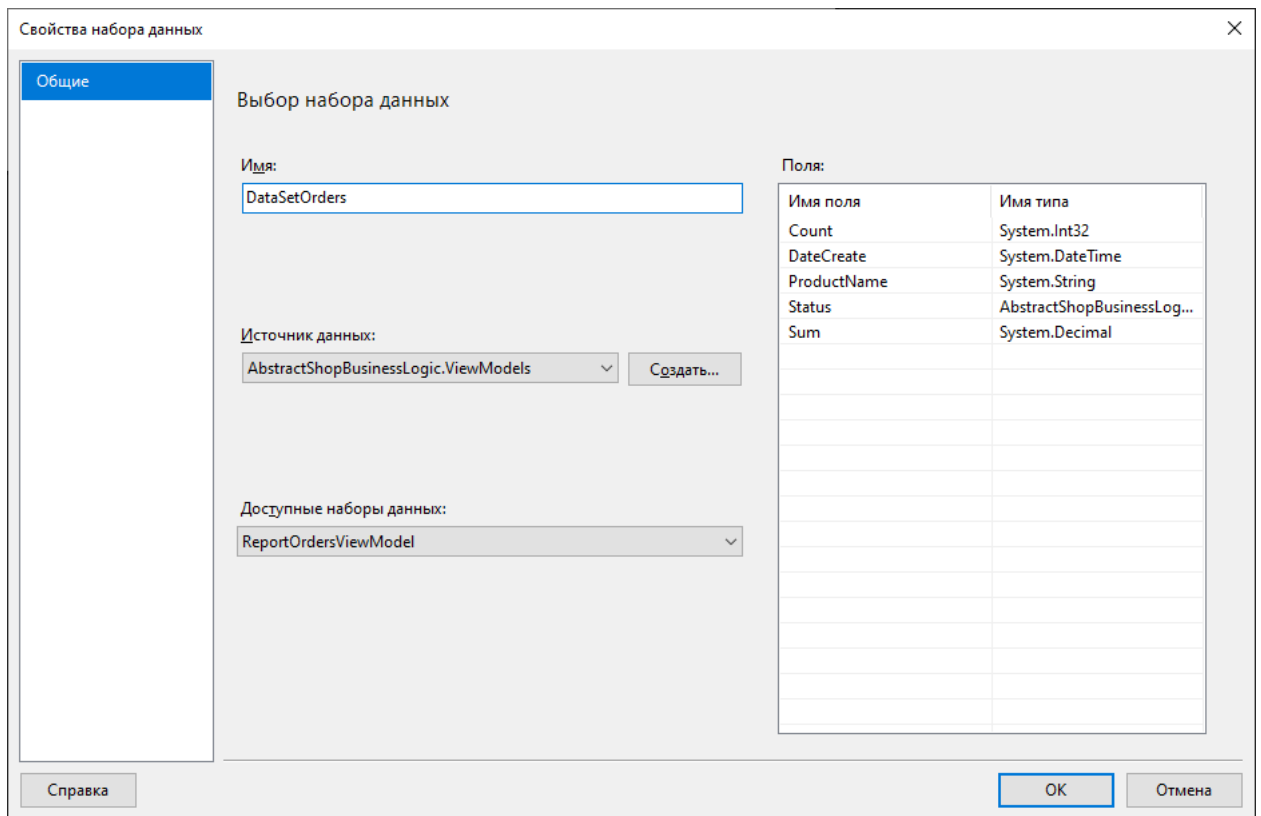 Свойства набора данных
Общие
Выбор набора данных
Имя:
DataSetOrders
Источник данных:
AbstractShopBusinessLogic.ViewModels
Создать...
Доступные наборы данных:
ReportOrdersViewModel
Поля:
Имя поля Имя типа
Count System.Int32
DateCreate System.DateTime
ProductName System.String
Status AbstractShopBusinessLog...
Sum System.Decimal
Справка
OK
Отмена